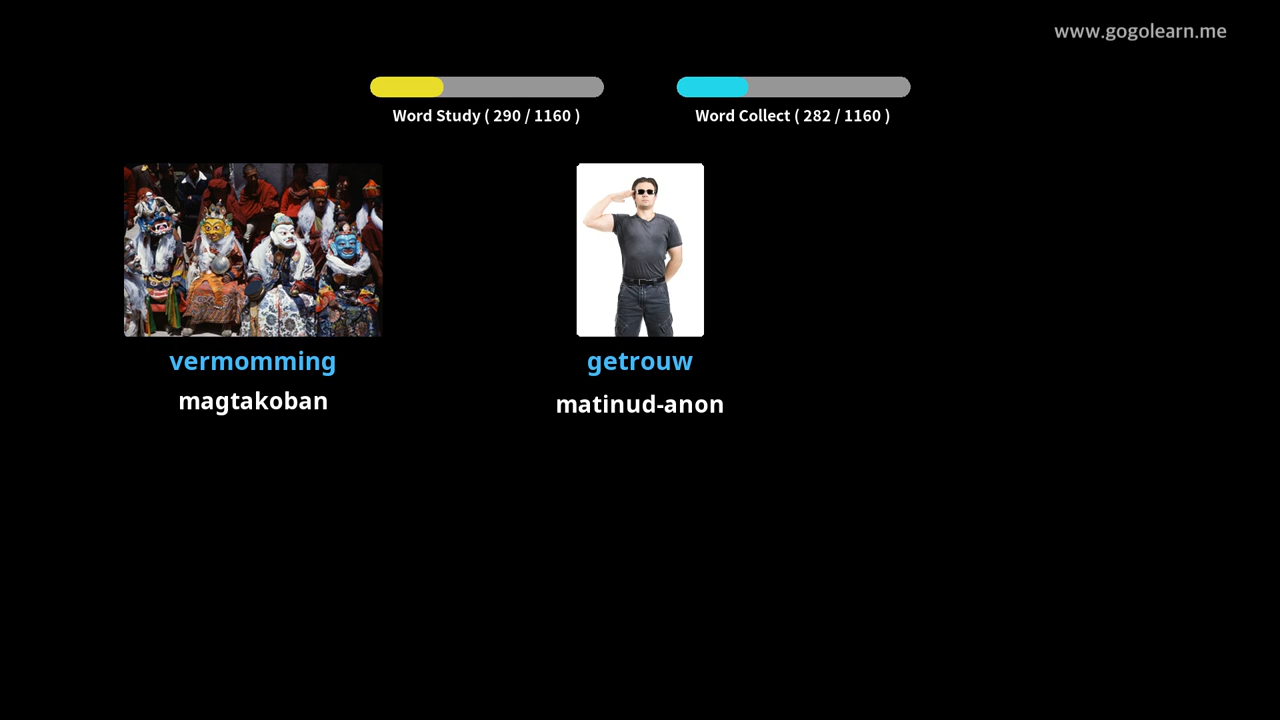 www.gogolearn.me
Word Study ( 290 / 1160 )
Word Collect ( 282 / 1160 )
vermomming
getrouw
magtakoban
matinud-anon